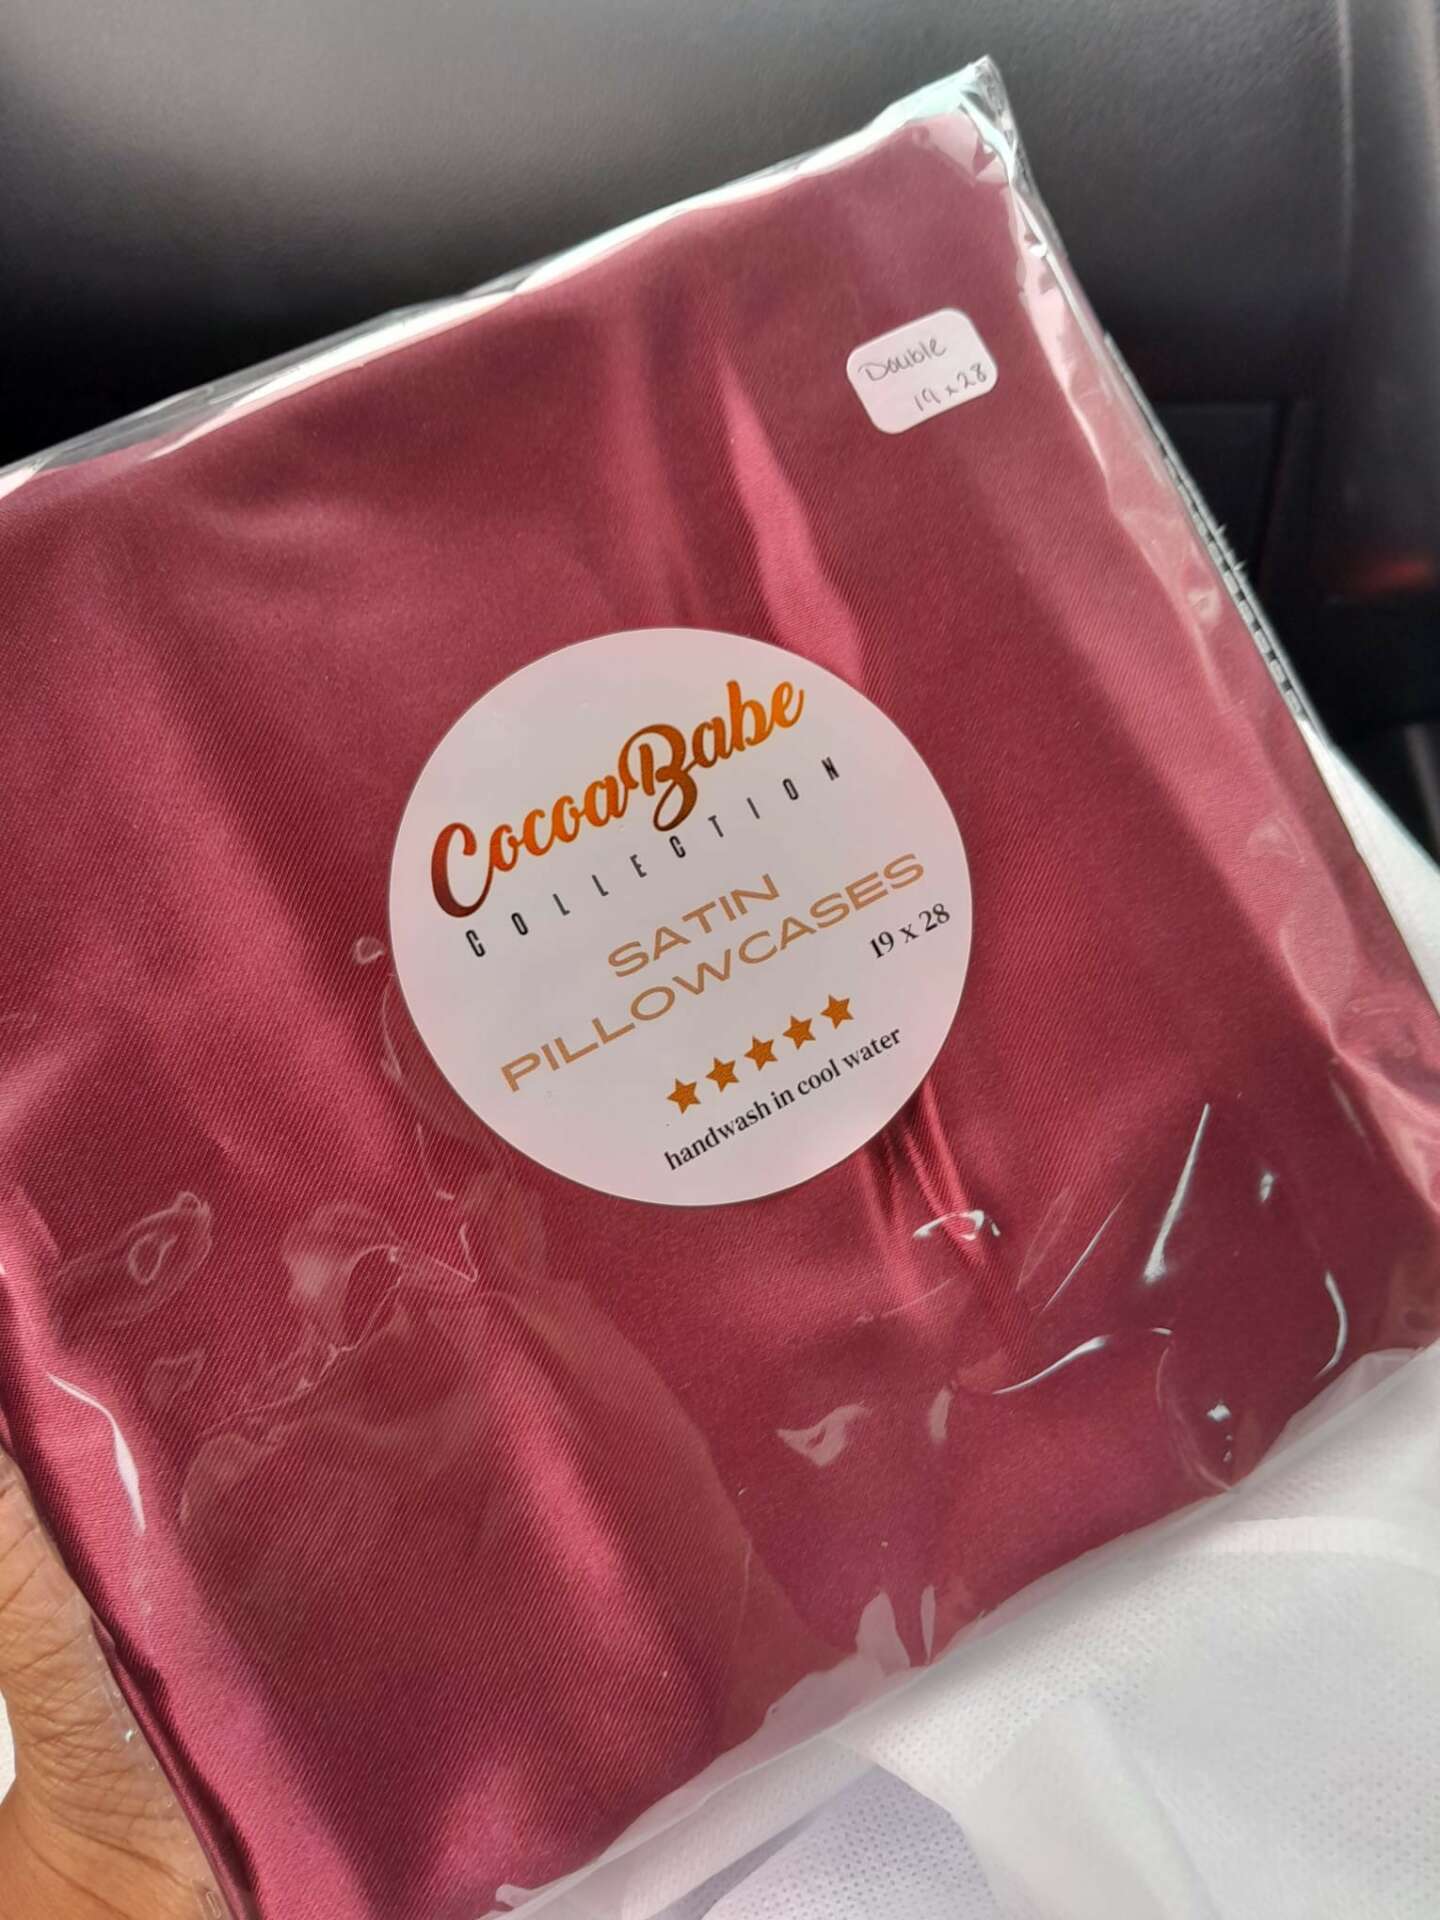 Double
19 x 28
CocoaBabe
COLLECTION
SATIN
PILLOWCASES
19 x 28
handwash in cool water